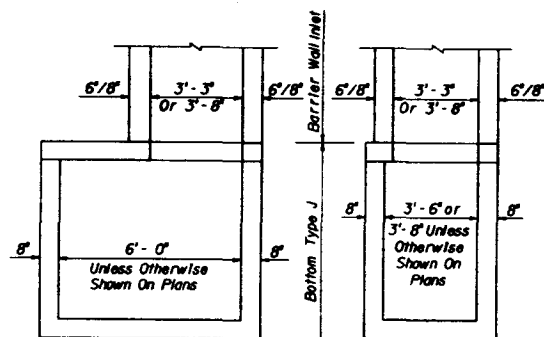 6"/8"
3'- 3"
Or 3'- 8"
6"/8"
Barrier Wall Inlet
6"/8"
3'- 3"
Or 3'- 8"
6"/8"
8"
6'- 0"
Unless Otherwise
Shown On Plans
8"
Bottom Type J
8"
3'- 6" or
3'- 8" Unless
Otherwise
Shown On
Plans
8"